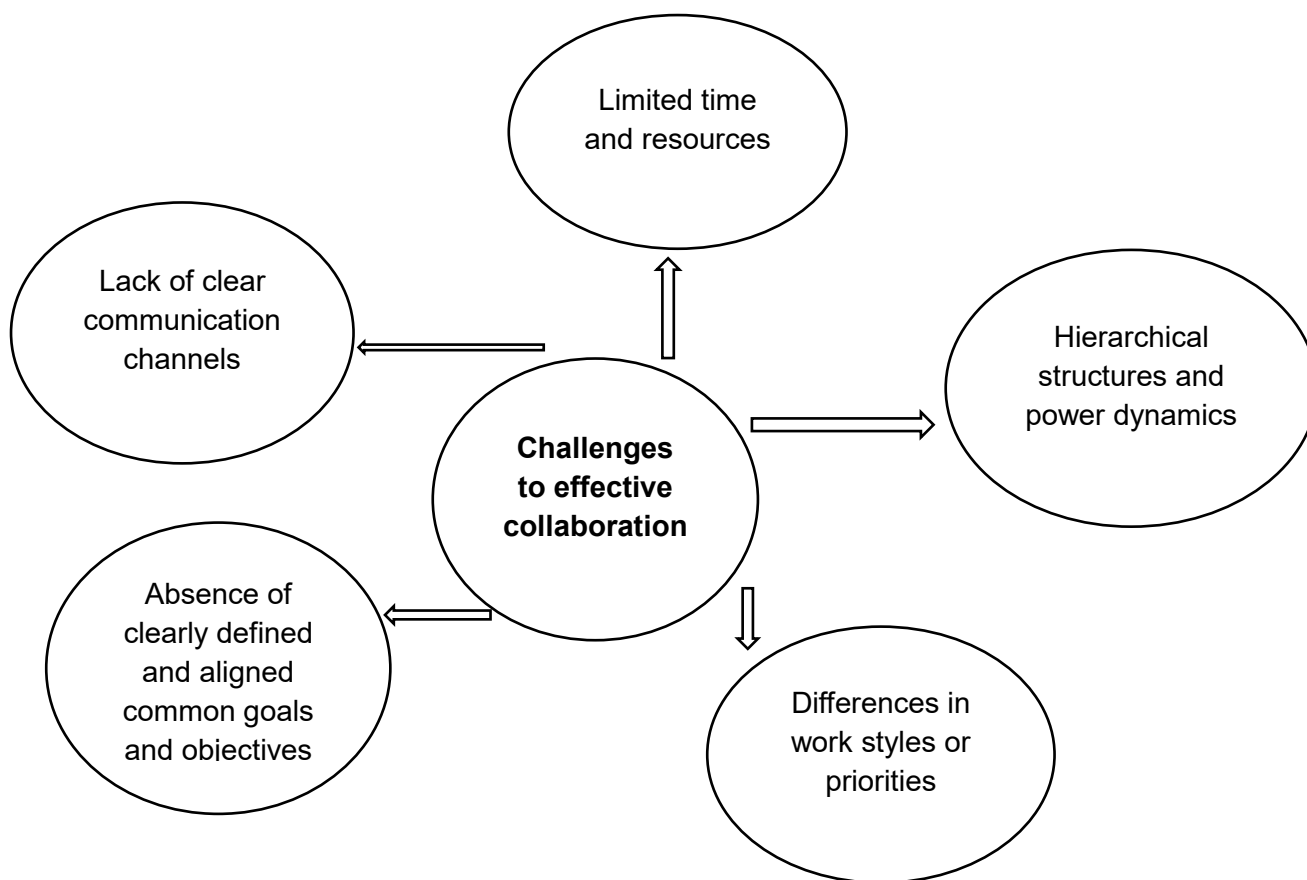 Limited time
and resources
Lack of clear
communication
channels
Hierarchical
structures and
power dynamics
Challenges
to effective
collaboration
Absence of
clearly defined
and aligned
common goals
and objectives
Differences in
work styles or
priorities